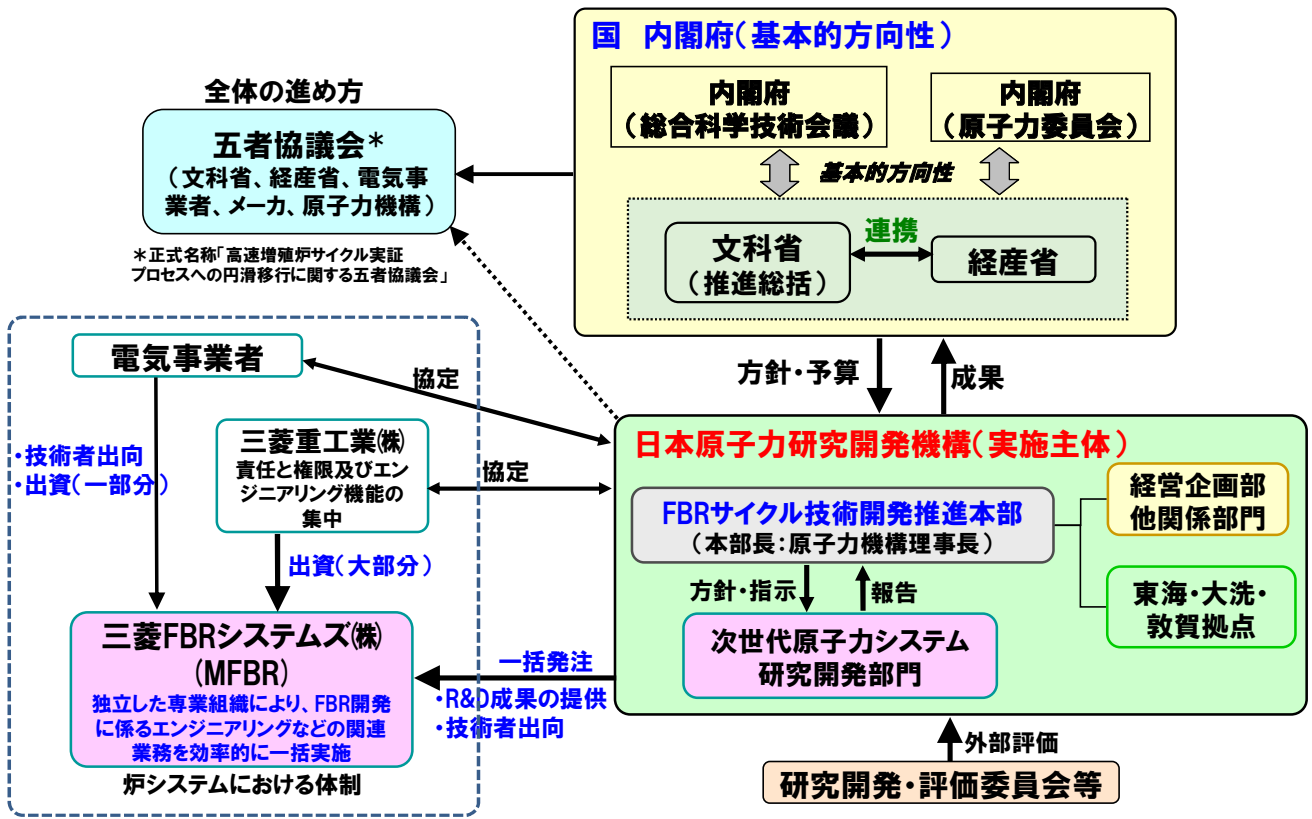 国 内閣府(基本的方向性)
内閣府
(総合科学技術会議)
内閣府
(原子力委員会)
基本的方向性
文科省
(推進総括)
連携
経産省
全体の進め方
五者協議会*
(文科省、経産省、電気事
業者、メーカ、原子力機構)
*正式名称「高速増殖炉サイクル実証
プロセスへの円滑移行に関する五者協議会」
方針・予算
成果
電気事業者
協定
・技術者出向
・出資(一部分)
三菱重工業㈱
責任と権限及びエン
ジニアリング機能の
集中
協定
出資(大部分)
三菱FBRシステムズ㈱
(MFBR)
独立した専業組織により、FBR開発
に係るエンジニアリングなどの関連
業務を効率的に一括実施
炉システムにおける体制
一括発注
・R&D成果の提供
・技術者出向
日本原子力研究開発機構(実施主体)
FBRサイクル技術開発推進本部
(本部長:原子力機構理事長)
経営企画部
他関係部門
方針・指示
報告
東海・大洗・
敦賀拠点
次世代原子力システム
研究開発部門
外部評価
研究開発・評価委員会等